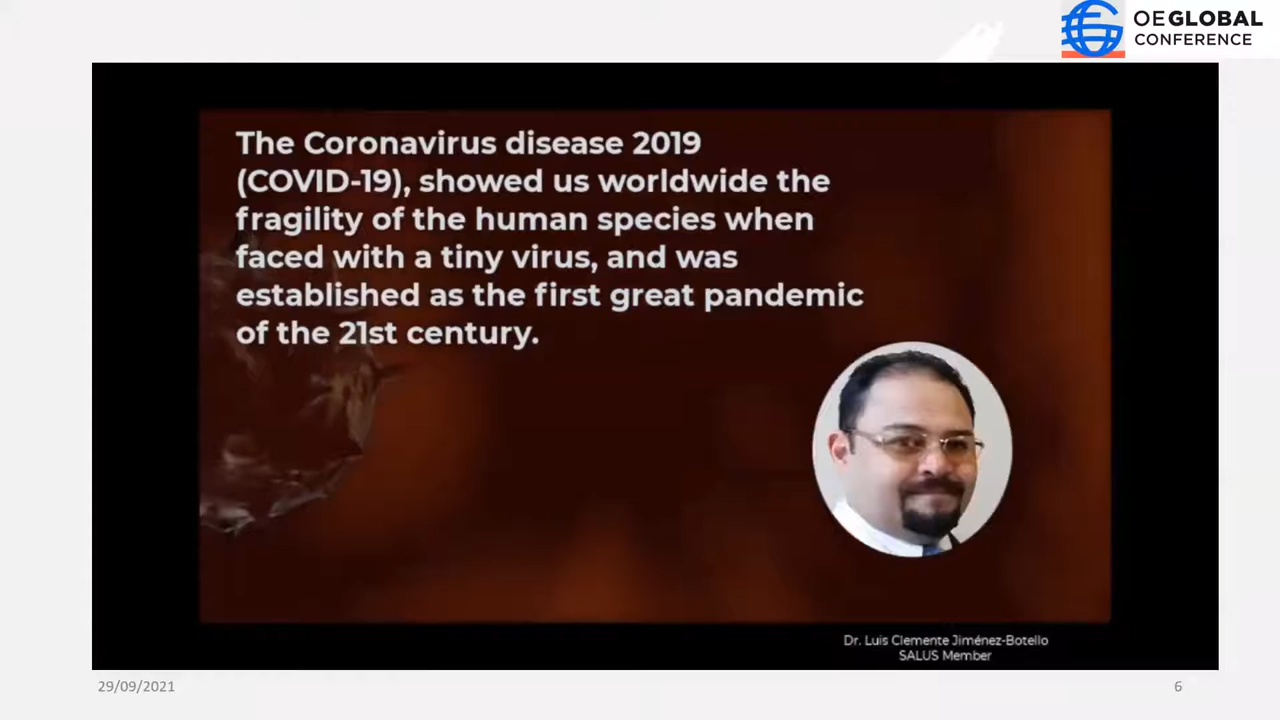 OEGLOBAL
CONFERENCE
The Coronavirus disease 2019
(COVID-19), showed us worldwide the
fragility of the human species when
faced with a tiny virus, and was
established as the first great pandemic
of the 21st century.
Dr. Luis Clemente Jiménez-Botello
SALUS Member
29/09/2021
6